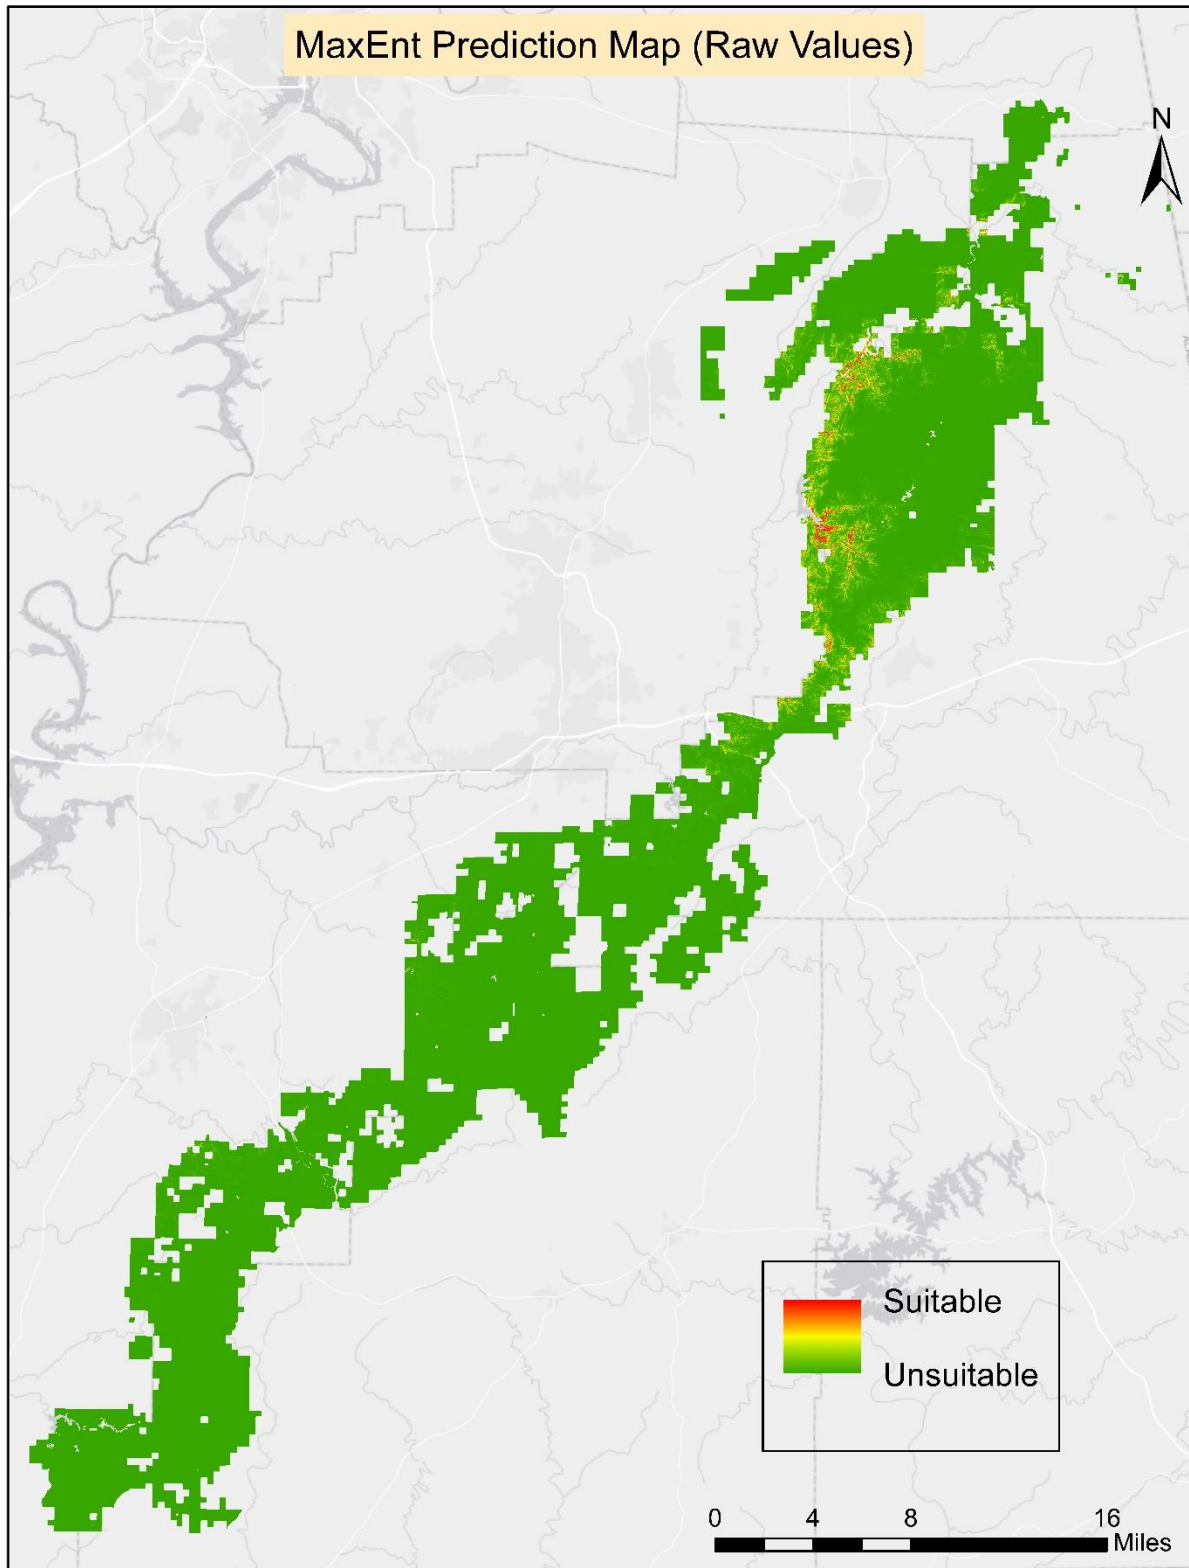 MaxEnt Prediction Map (Raw Values)
N
Suitable
Unsuitable
0 4 8 16
Miles